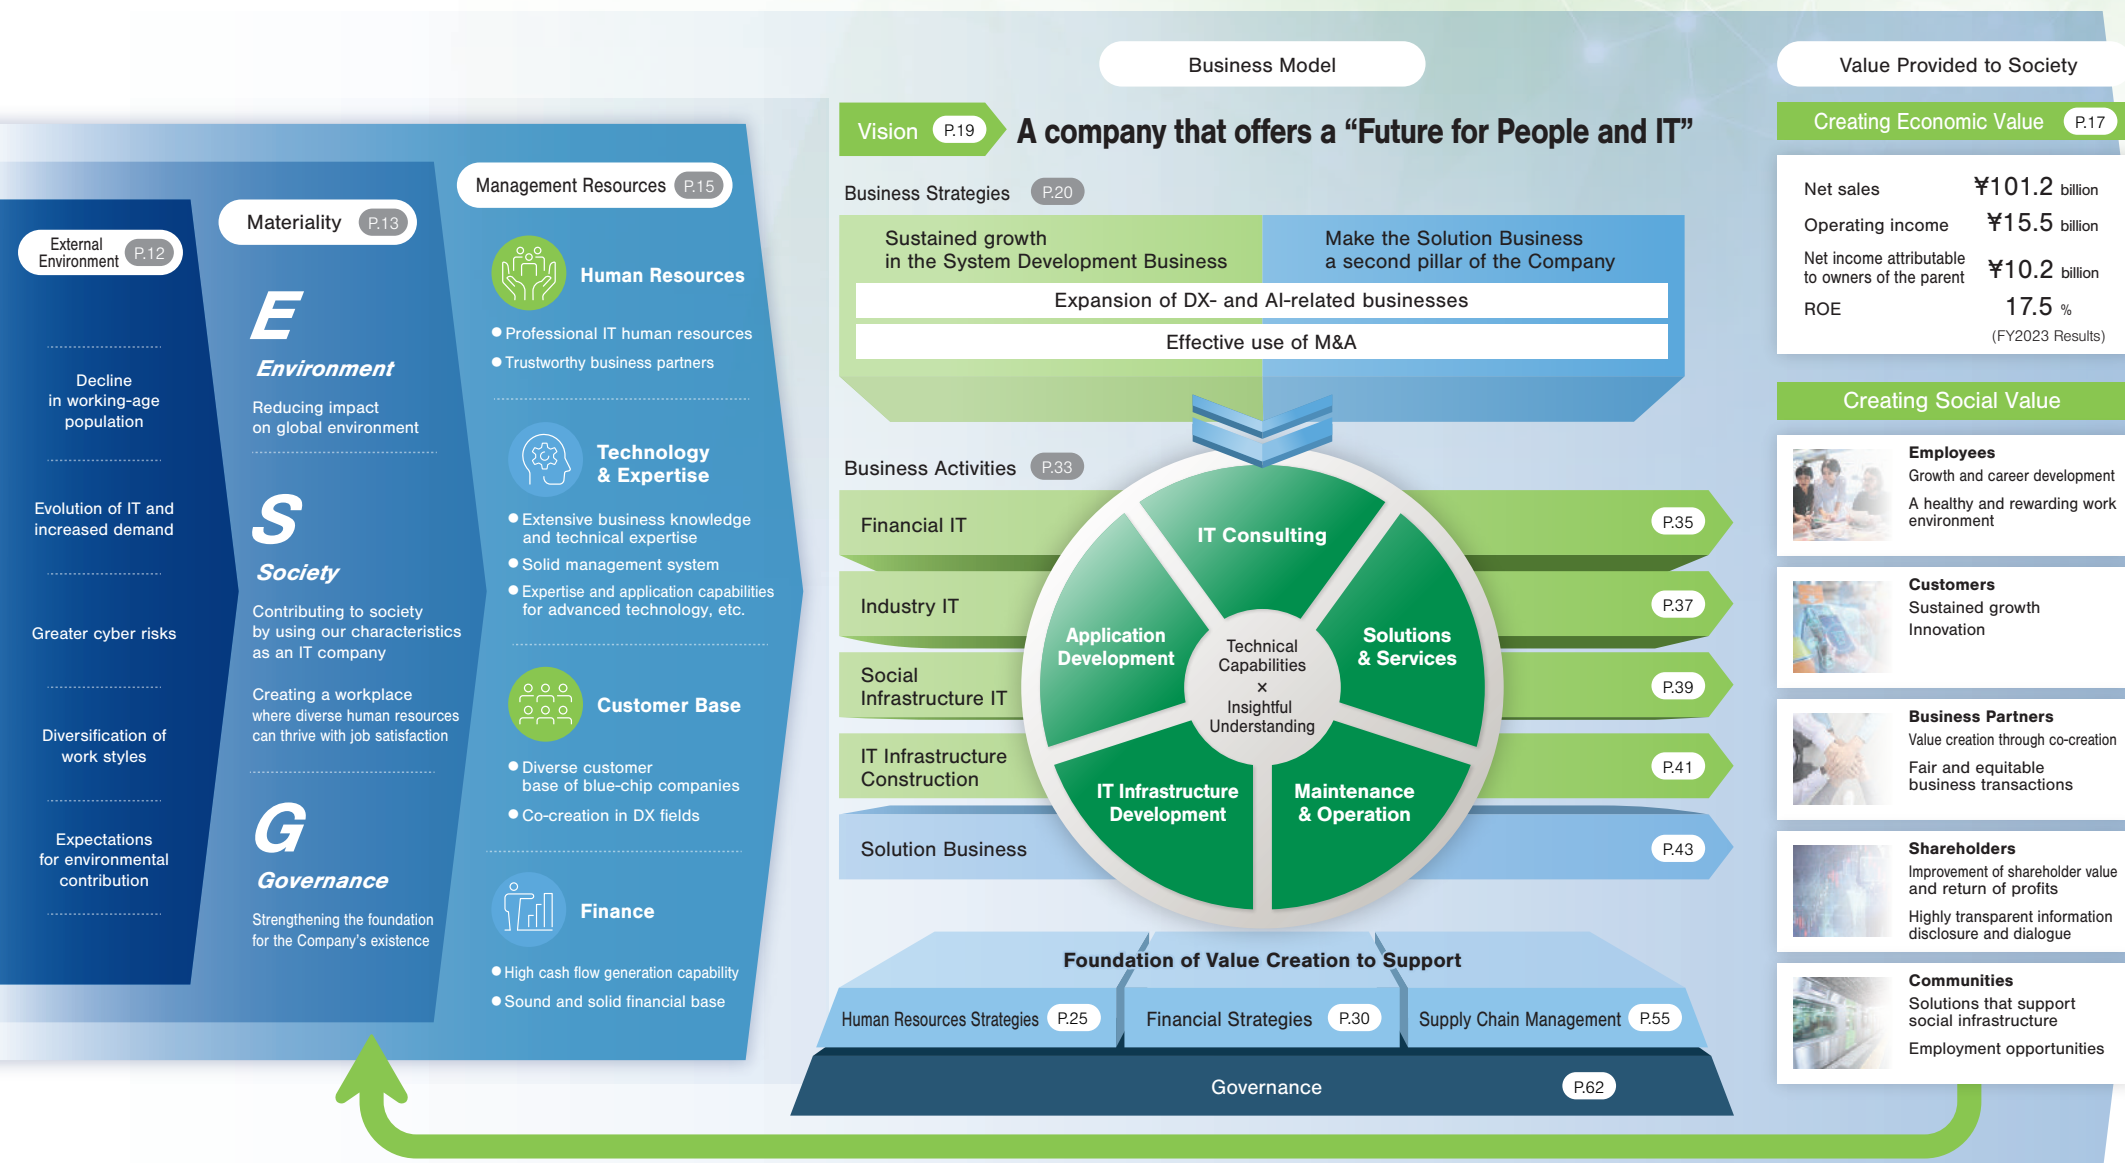 External
Environment P.12
Decline
in working-age
population
Evolution of IT and
increased demand
Greater cyber risks
Diversification of
work styles
Expectations
for environmental
contribution
Materiality P.13
E
Environment
Reducing impact
on global environment
S
Society
Contributing to society
by using our characteristics
as an IT company
Creating a workplace
where diverse human resources
can thrive with job satisfaction
G
Governance
Strengthening the foundation
for the Company's existence
Management Resources P.15
Human Resources
● Professional IT human resources
● Trustworthy business partners
Technology
& Expertise
● Extensive business knowledge
and technical expertise
● Solid management system
● Expertise and application capabilities
for advanced technology, etc.
Customer Base
● Diverse customer
base of blue-chip companies
● Co-creation in DX fields
Finance
● High cash flow generation capability
● Sound and solid financial base
Business Model
Vision P.19 A company that offers a “Future for People and IT”
Business Strategies P.20
Sustained growth
in the System Development Business
Make the Solution Business
a second pillar of the Company
Expansion of DX- and AI-related businesses
Effective use of M&A
Business Activities P.33
Financial IT P.35
Industry IT P.37
Social
Infrastructure IT P.39
IT Infrastructure
Construction P.41
Solution Business P.43
IT Consulting
Application
Development
Solutions
& Services
IT Infrastructure
Development
Maintenance
& Operation
Technical
Capabilities
×
Insightful
Understanding
Foundation of Value Creation to Support
Human Resources Strategies P.25
Financial Strategies P.30
Supply Chain Management P.55
Governance P.62
Value Provided to Society
Creating Economic Value P.17
Net sales ¥101.2 billion
Operating income ¥15.5 billion
Net income attributable
to owners of the parent ¥10.2 billion
ROE 17.5 %
(FY2023 Results)
Creating Social Value
Employees
Growth and career development
A healthy and rewarding work
environment
Customers
Sustained growth
Innovation
Business Partners
Value creation through co-creation
Fair and equitable
business transactions
Shareholders
Improvement of shareholder value
and return of profits
Highly transparent information
disclosure and dialogue
Communities
Solutions that support
social infrastructure
Employment opportunities